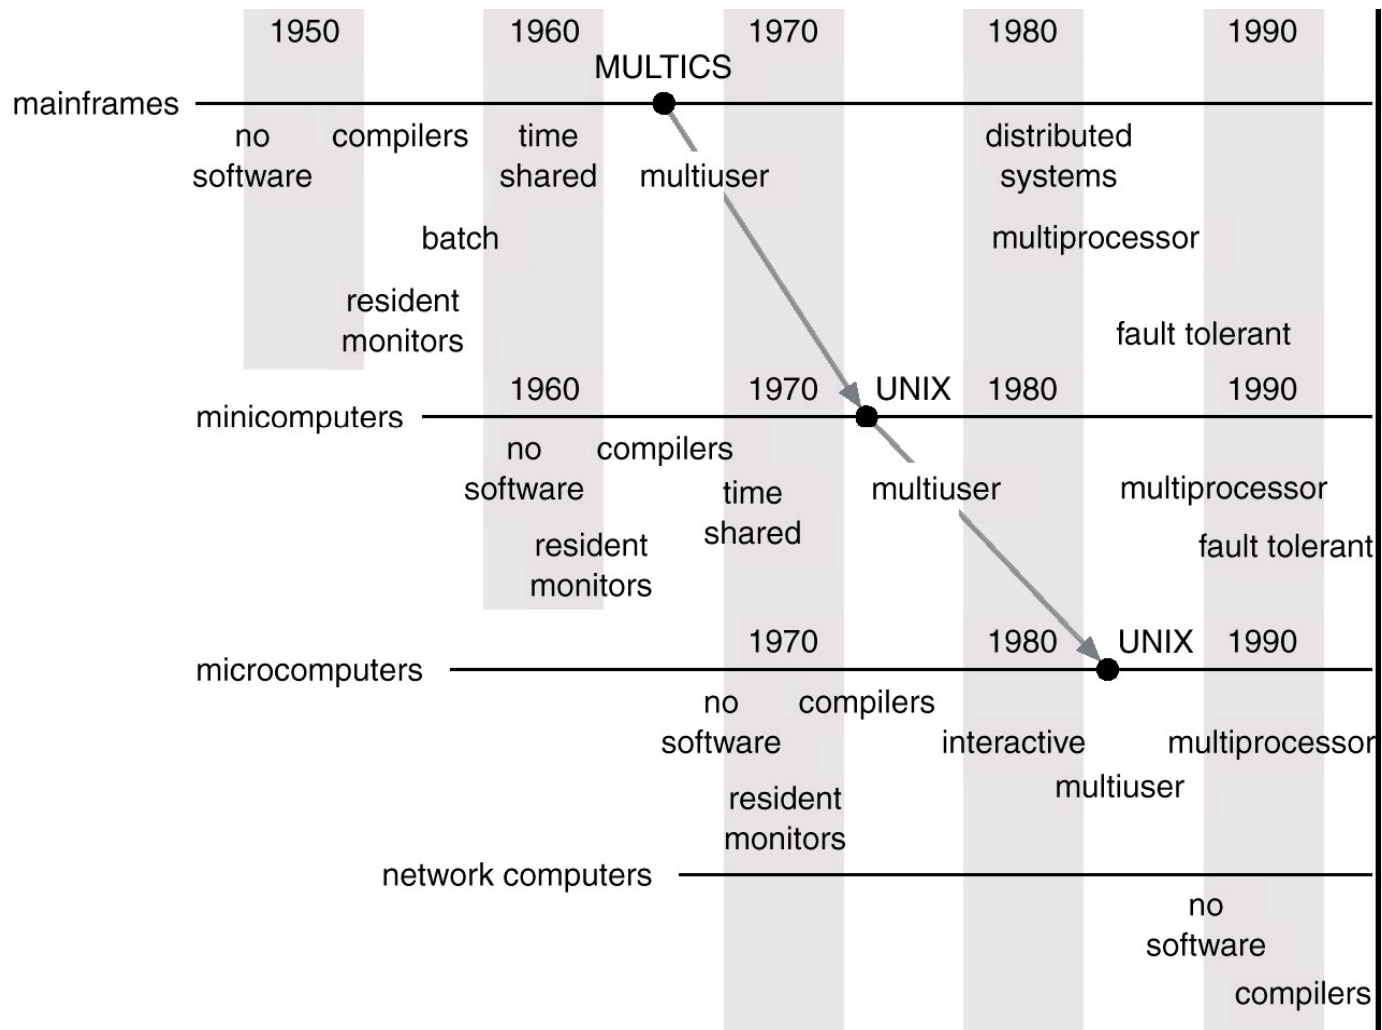 1950 1960 1970 1980 1990
MULTICS
mainframes
no compilers time distributed
software shared multiuser systems
batch multiprocessor
resident
monitors
fault tolerant
1960 1970 UNIX 1980 1990
minicomputers
no compilers
software time multiuser multiprocessor
shared
resident fault tolerant
monitors
1970 1980 UNIX 1990
microcomputers
no compilers
software interactive multiprocessor
multiuser
resident
monitors
network computers
no
software
compilers